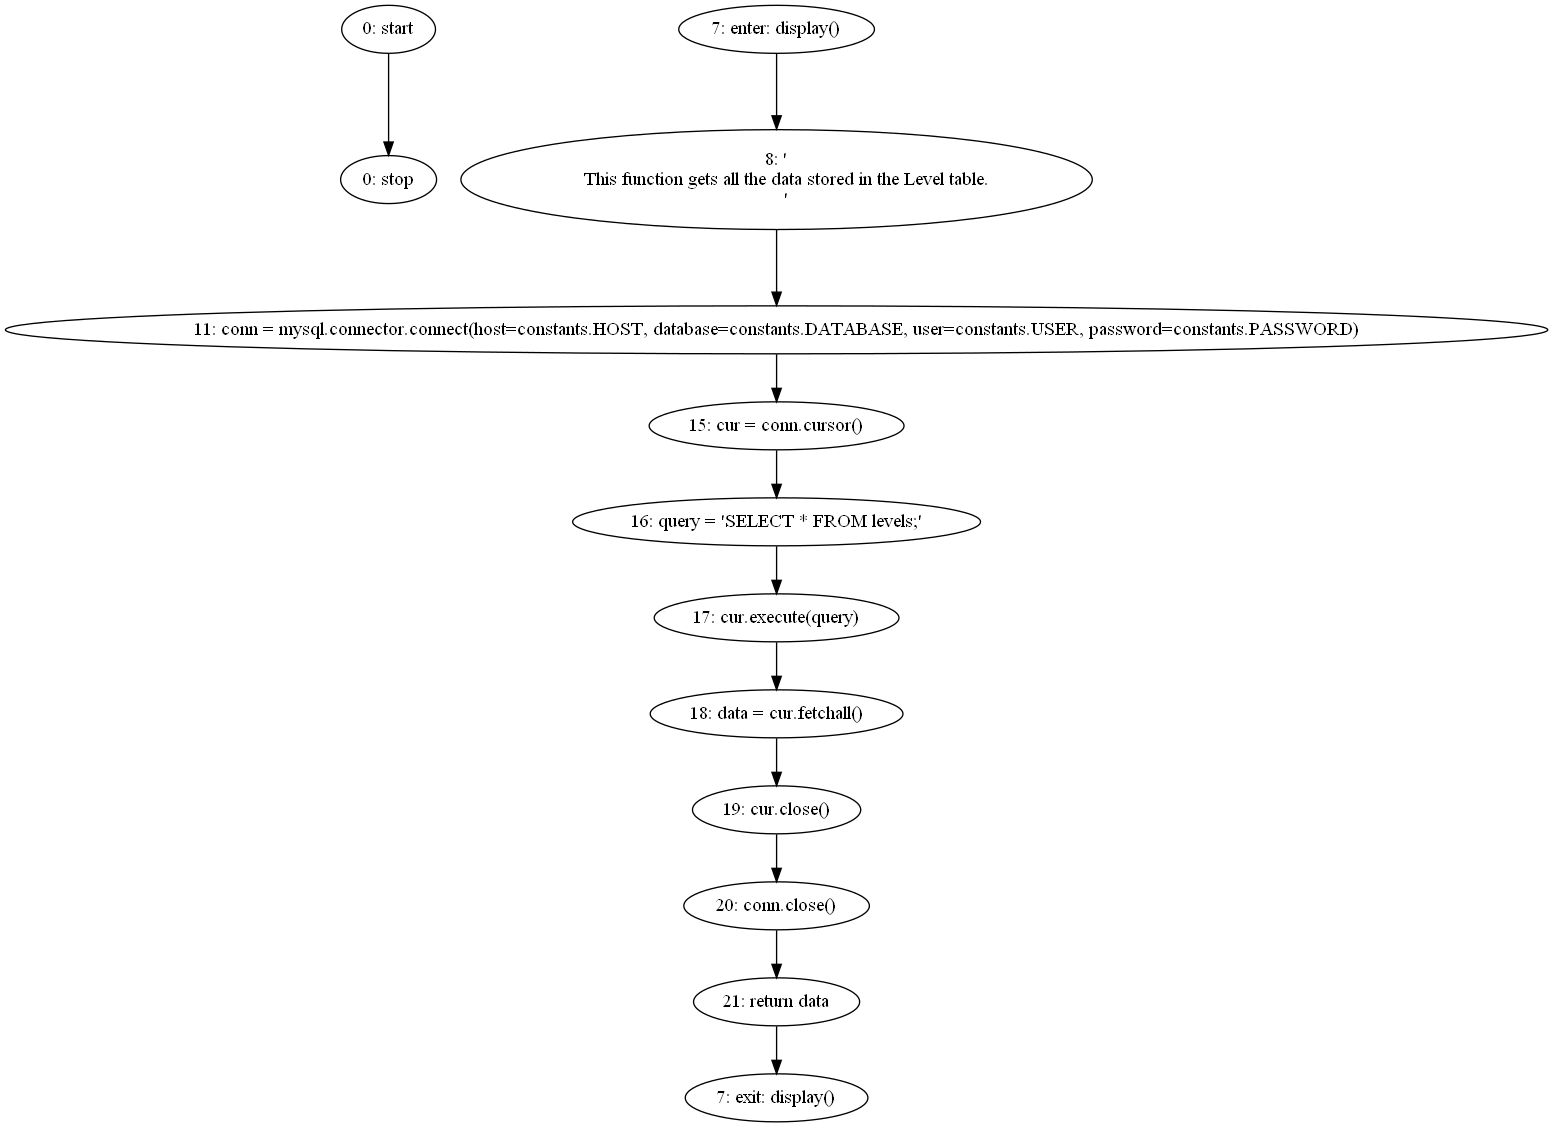 0: start
7: enter: display()
0: stop
8: '
This function gets all the data stored in the Level table.
'
11: conn = mysql.connector.connect(host=constants.HOST, database=constants.DATABASE, user=constants.USER, password=constants.PASSWORD)
15: cur = conn.cursor()
16: query = 'SELECT * FROM levels;'
17: cur.execute(query)
18: data = cur.fetchall()
19: cur.close()
20: conn.close()
21: return data
7: exit: display()